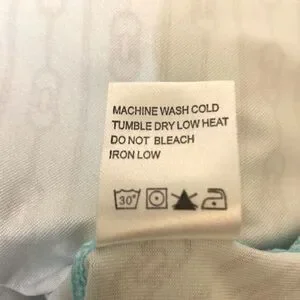 MACHINE WASH COLD
TUMBLE DRY LOW HEAT
DO NOT BLEACH
IRON LOW
30°